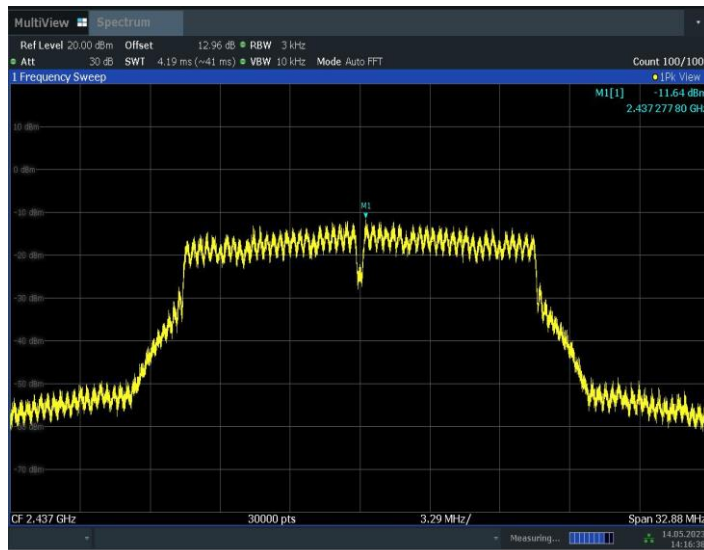 MultiView Spectrum
Ref Level 20.00 dBm Offset 12.96 dB RBW 3 kHz
Att 30 dB SWT 4.19 ms (~41 ms) VBW 10 kHz Mode Auto FFT Count 100/100
1 Frequency Sweep 1Pk View
M1[1] -11.64 dBm
2.437 277 80 GHz
10 dBm
0 dBm
M1
-10 dBm
-20 dBm
-30 dBm
-40 dBm
-50 dBm
-60 dBm
-70 dBm
CF 2.437 GHz 30000 pts 3.29 MHz/ Span 32.88 MHz
Measuring... 14.05.2023
14:16:38